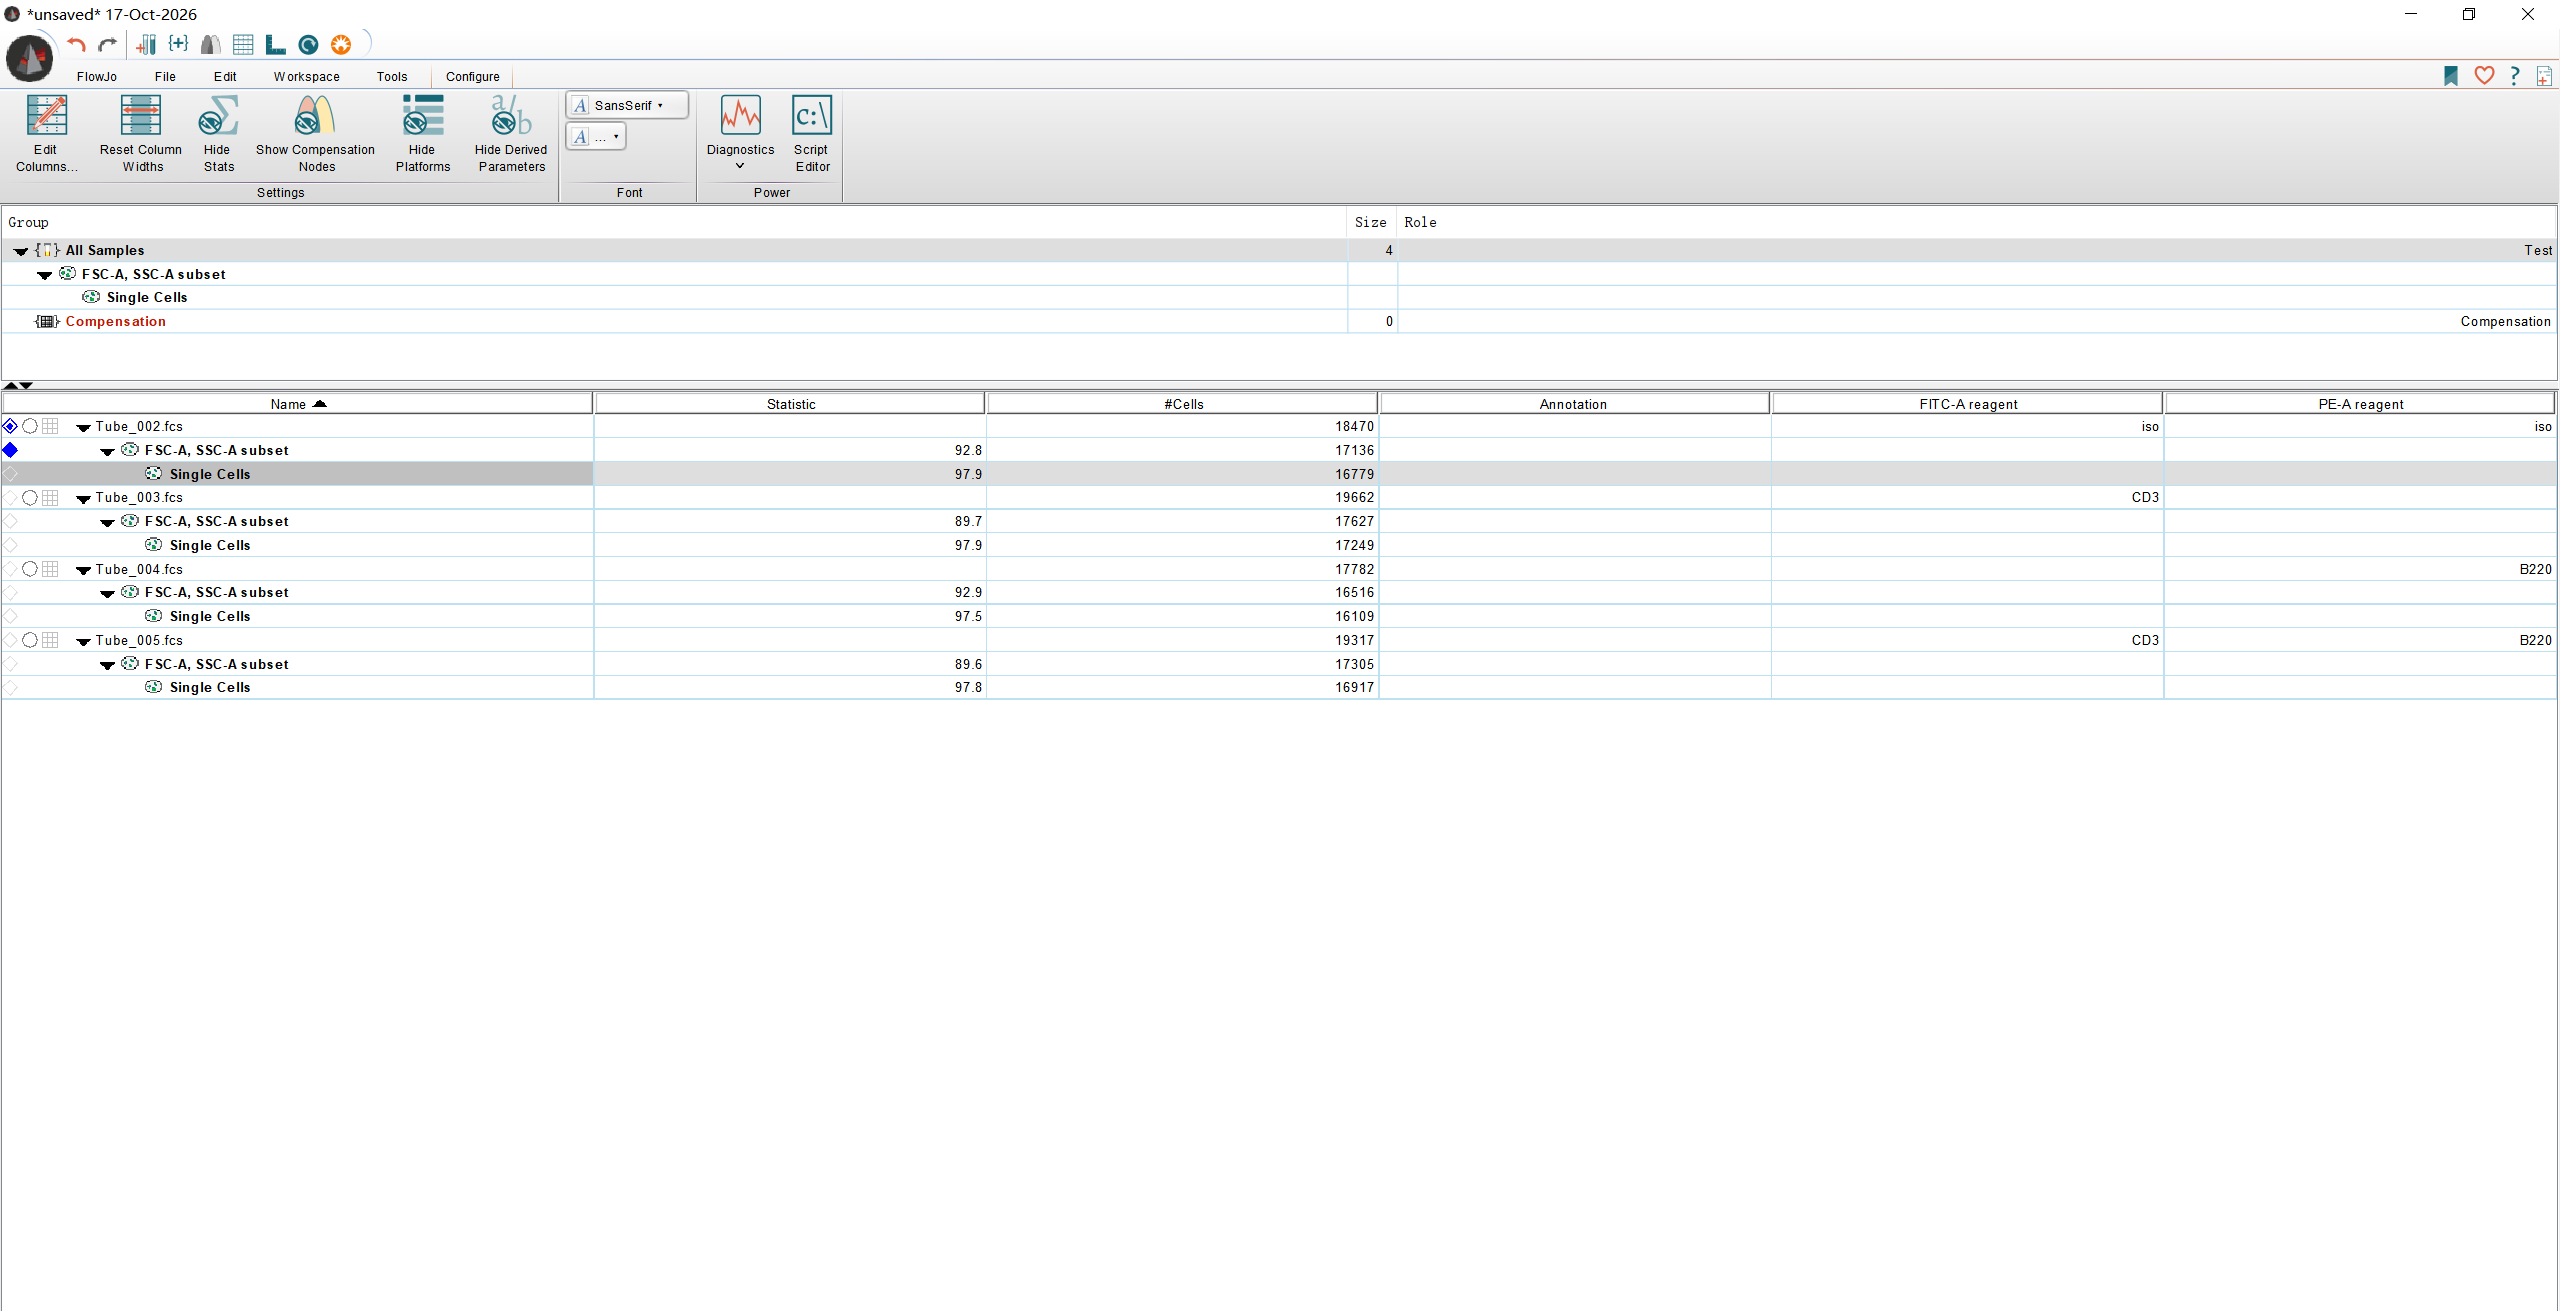 *unsaved* 17-Oct-2026
FlowJo File Edit Workspace Tools Configure
Edit Columns... Reset Column Widths Hide Stats Show Compensation Nodes Hide Platforms Hide Derived Parameters
SansSerif
...
Diagnostics Script Editor
c:\
Settings Font Power
Group Size Role
All Samples 4 Test
FSC-A, SSC-A subset
Single Cells
Compensation 0 Compensation
Name Statistic #Cells Annotation FITC-A reagent PE-A reagent
Tube_002.fcs 18470 iso iso
FSC-A, SSC-A subset 92.8 17136
Single Cells 97.9 16779
Tube_003.fcs 19662 CD3
FSC-A, SSC-A subset 89.7 17627
Single Cells 97.9 17249
Tube_004.fcs 17782 B220
FSC-A, SSC-A subset 92.9 16516
Single Cells 97.5 16109
Tube_005.fcs 19317 CD3 B220
FSC-A, SSC-A subset 89.6 17305
Single Cells 97.8 16917